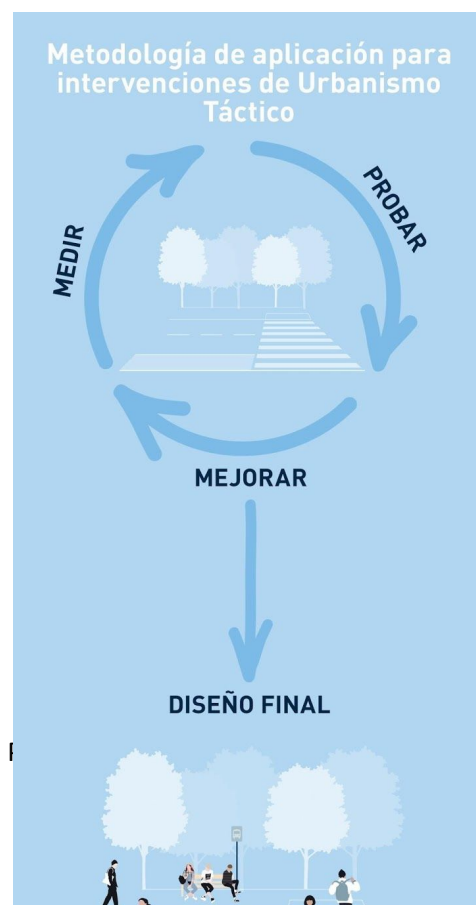 Metodología de aplicación para
intervenciones de Urbanismo
Táctico
PROBAR
MEDIR
MEJORAR
DISEÑO FINAL